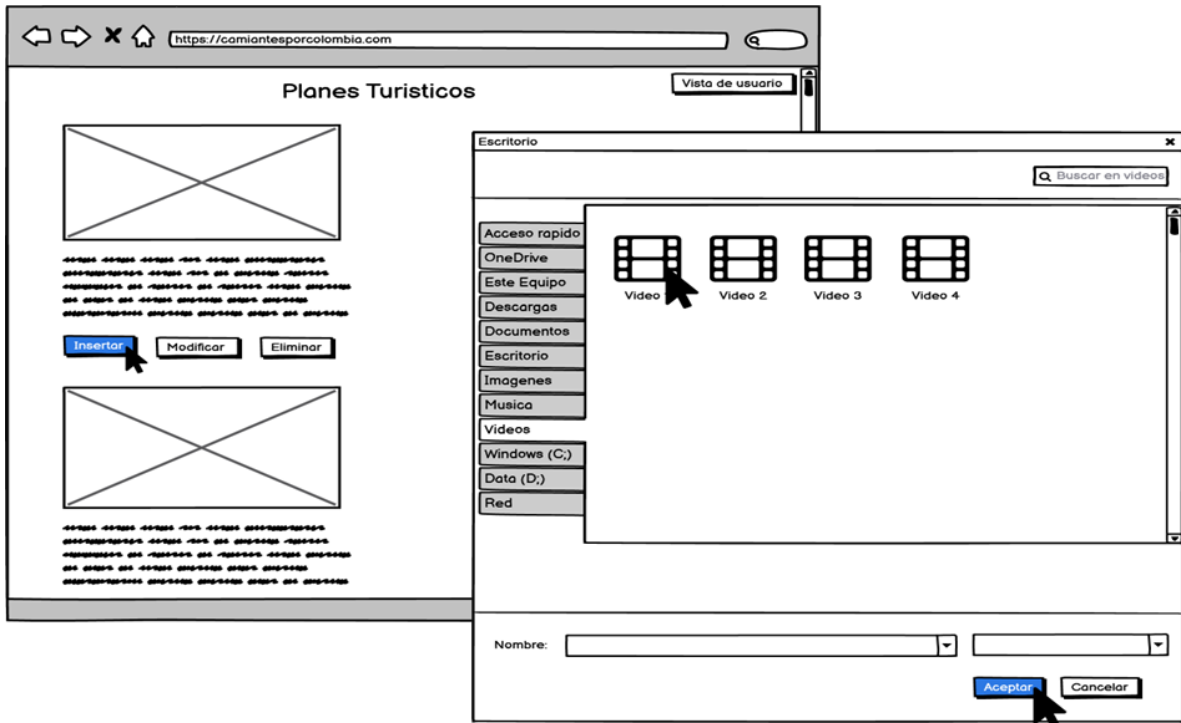 https://camiantesporcolombia.com
Planes Turisticos
Vista de usuario
Insertar
Modificar
Eliminar
Escritorio
Buscar en videos
Acceso rapido
OneDrive
Este Equipo
Descargas
Documentos
Escritorio
Imagenes
Musica
Videos
Windows (C;)
Data (D;)
Red
Video
Video 2
Video 3
Video 4
Nombre:
Aceptar
Cancelar